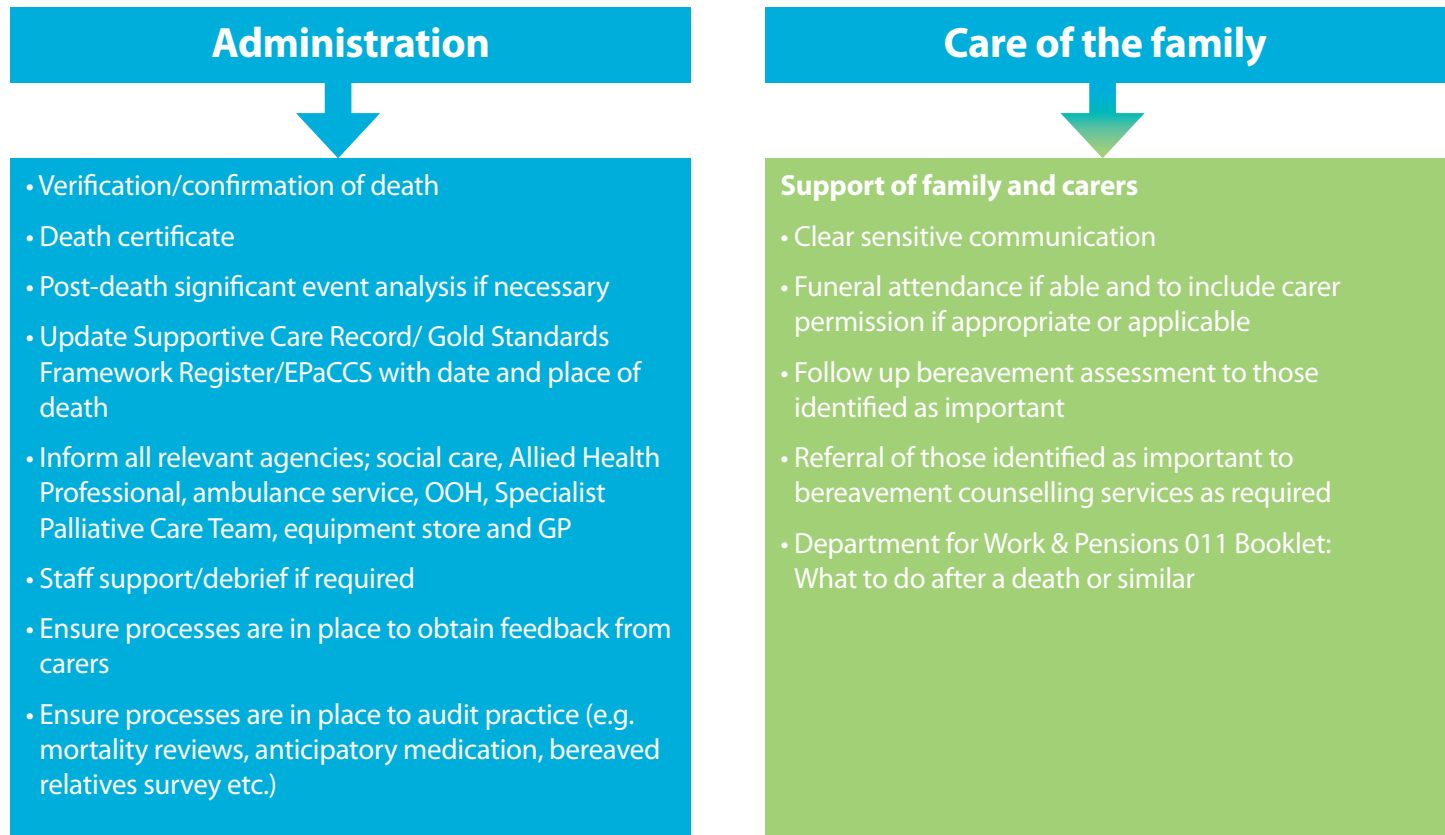 Administration
• Verification/confirmation of death
• Death certificate
• Post-death significant event analysis if necessary
• Update Supportive Care Record/ Gold Standards
Framework Register/EPaCCS with date and place of
death
• Inform all relevant agencies; social care, Allied Health
Professional, ambulance service, OOH, Specialist
Palliative Care Team, equipment store and GP
• Staff support/debrief if required
• Ensure processes are in place to obtain feedback from
carers
• Ensure processes are in place to audit practice (e.g.
mortality reviews, anticipatory medication, bereaved
relatives survey etc.)
Care of the family
Support of family and carers
• Clear sensitive communication
• Funeral attendance if able and to include carer
permission if appropriate or applicable
• Follow up bereavement assessment to those
identified as important
• Referral of those identified as important to
bereavement counselling services as required
• Department for Work & Pensions 011 Booklet:
What to do after a death or similar